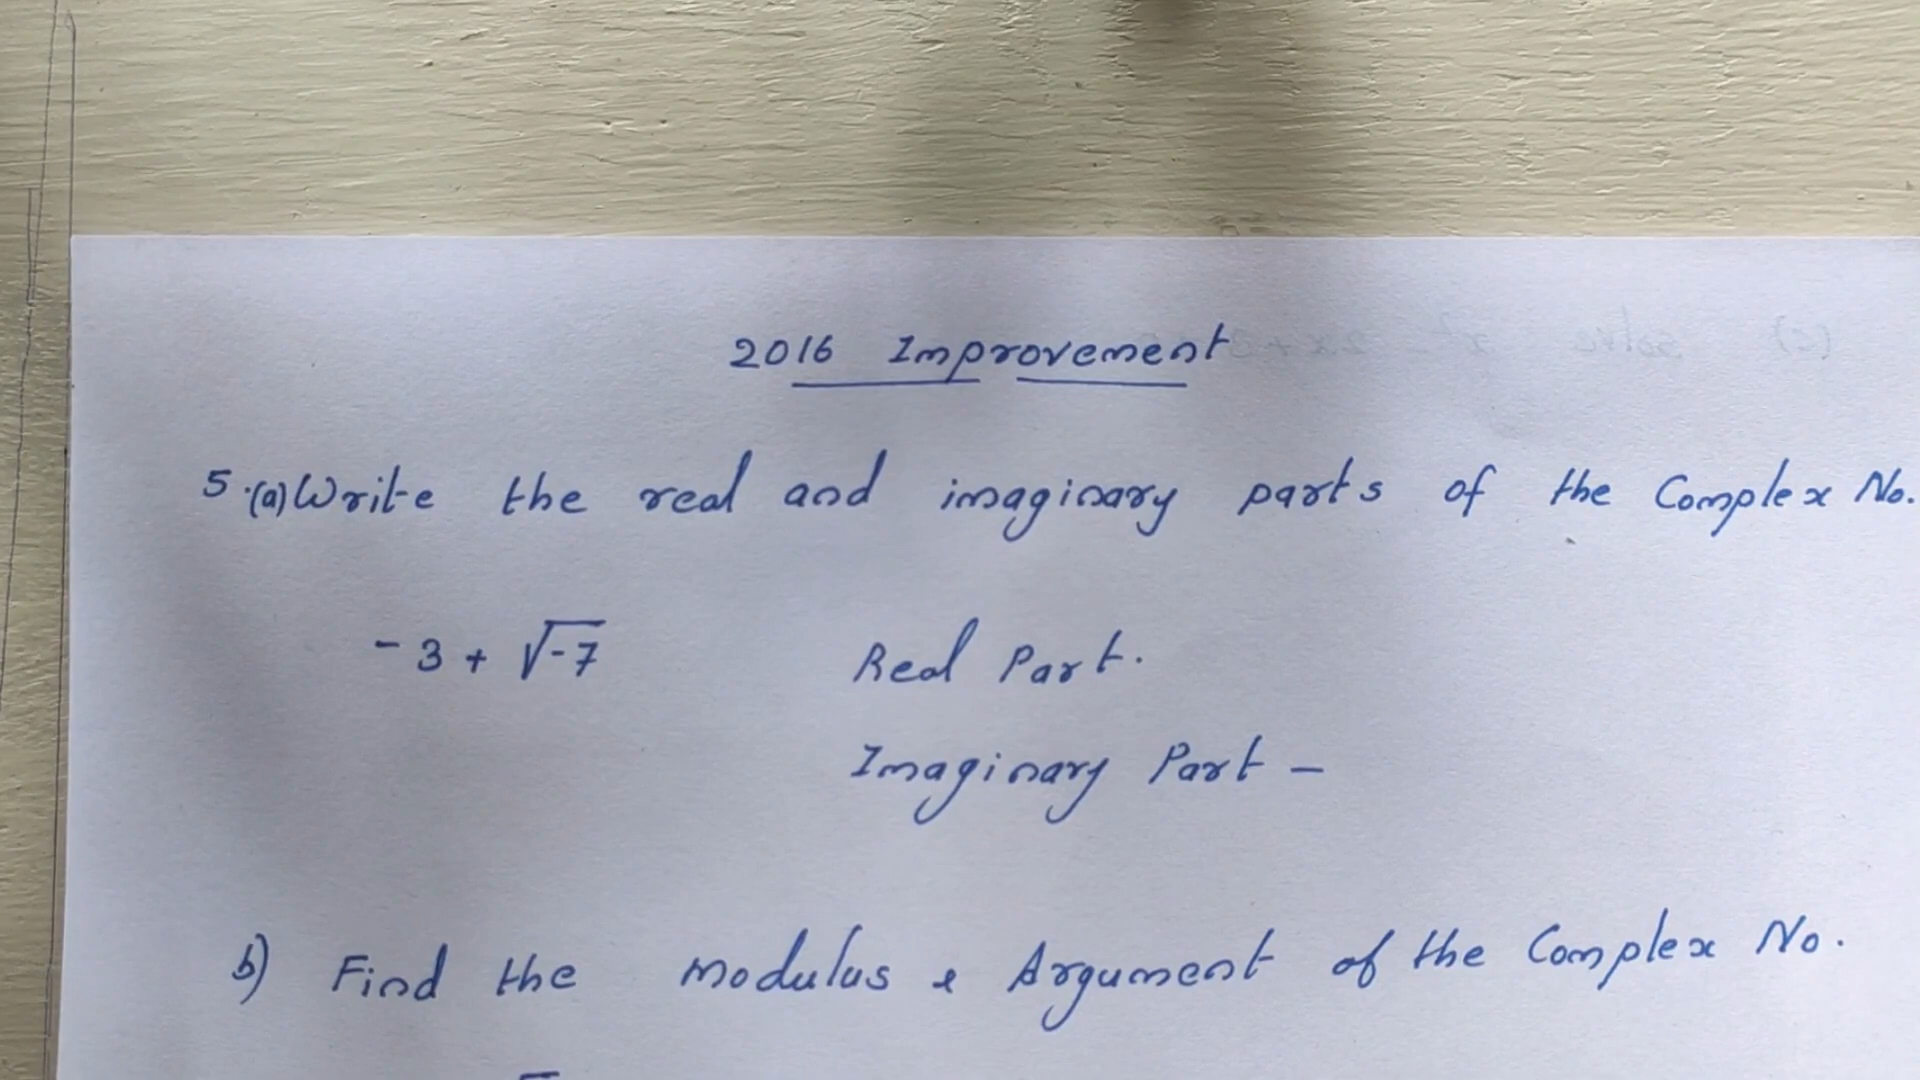 2016 Improvement
5.(a) Write the real and imaginary parts of the Complex No.
-3 + √-7 Real Part.
Imaginary Part –
b) Find the modulus & Argument of the Complex No.